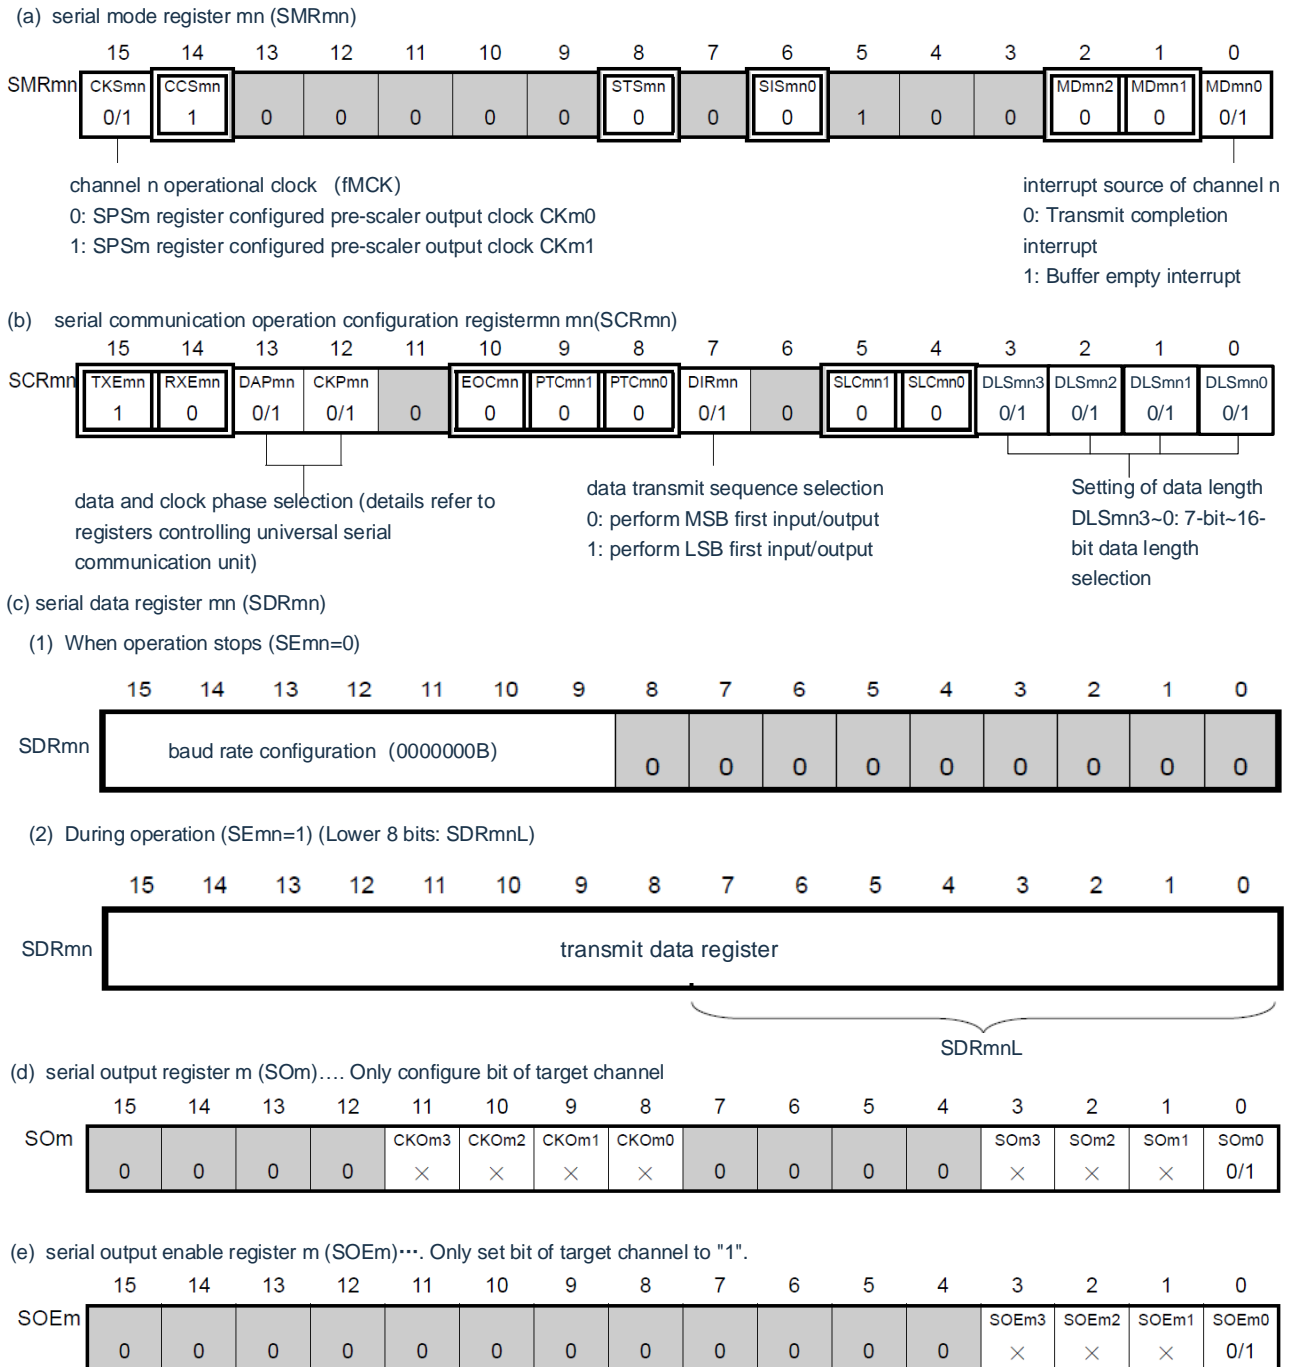 (a) serial mode register mn (SMRmn)
15 14 13 12 11 10 9 8 7 6 5 4 3 2 1 0
SMRmn CKSmn CCSmn STSmn SISmn0 MDmn2 MDmn1 MDmn0
0/1 1 0 0 0 0 0 0 0 0 1 0 0 0 0 0/1
channel n operational clock (fMCK)
0: SPSm register configured pre-scaler output clock CKm0
1: SPSm register configured pre-scaler output clock CKm1
interrupt source of channel n
0: Transmit completion
interrupt
1: Buffer empty interrupt
(b) serial communication operation configuration registermn mn(SCRmn)
15 14 13 12 11 10 9 8 7 6 5 4 3 2 1 0
SCRmn TXEmn RXEmn DAPmn CKPmn EOCmn PTCmn1 PTCmn0 DIRmn SLCmn1 SLCmn0 DLSmn3 DLSmn2 DLSmn1 DLSmn0
1 0 0/1 0/1 0 0 0 0 0/1 0 0 0 0/1 0/1 0/1 0/1
data and clock phase selection (details refer to
registers controlling universal serial
communication unit)
data transmit sequence selection
0: perform MSB first input/output
1: perform LSB first input/output
Setting of data length
DLSmn3~0: 7-bit~16-
bit data length
selection
(c) serial data register mn (SDRmn)
(1) When operation stops (SEmn=0)
15 14 13 12 11 10 9 8 7 6 5 4 3 2 1 0
SDRmn baud rate configuration (0000000B)
0 0 0 0 0 0 0 0 0
(2) During operation (SEmn=1) (Lower 8 bits: SDRmnL)
15 14 13 12 11 10 9 8 7 6 5 4 3 2 1 0
SDRmn transmit data register
SDRmnL
(d) serial output register m (SOm)…. Only configure bit of target channel
15 14 13 12 11 10 9 8 7 6 5 4 3 2 1 0
SOm CKOm3 CKOm2 CKOm1 CKOm0 SOm3 SOm2 SOm1 SOm0
0 0 0 0 × × × × 0 0 0 0 × × × 0/1
(e) serial output enable register m (SOEm)…. Only set bit of target channel to "1".
15 14 13 12 11 10 9 8 7 6 5 4 3 2 1 0
SOEm SOEm3 SOEm2 SOEm1 SOEm0
0 0 0 0 0 0 0 0 0 0 0 0 × × × 0/1